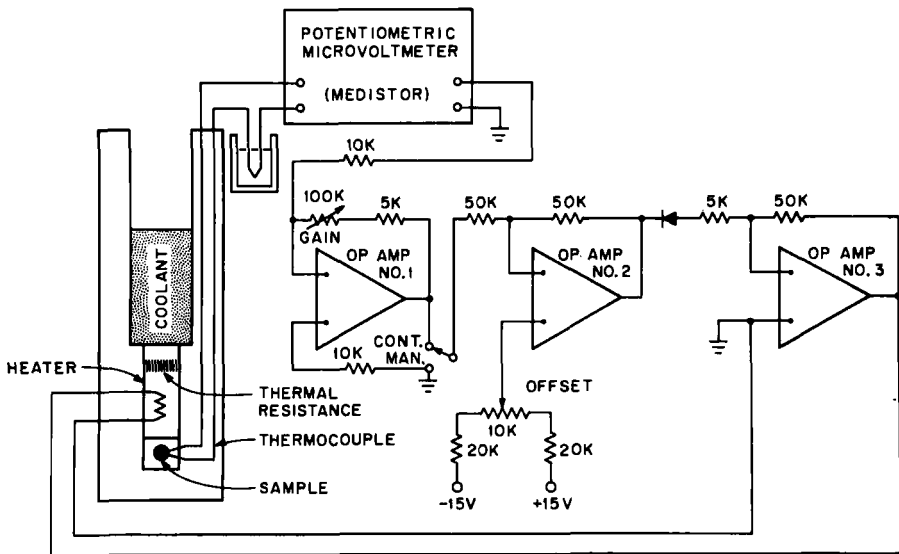 POTENTIOMETRIC
MICROVOLTMETER
(MEDISTOR)
10K
100K
GAIN
5K
50K
50K
5K
50K
OP AMP
NO.1
OP AMP
NO.2
OP AMP
NO.3
COOLANT
CONT.
MAN.
10K
HEATER
THERMAL
RESISTANCE
THERMOCOUPLE
SAMPLE
OFFSET
10K
20K
20K
-15V
+15V